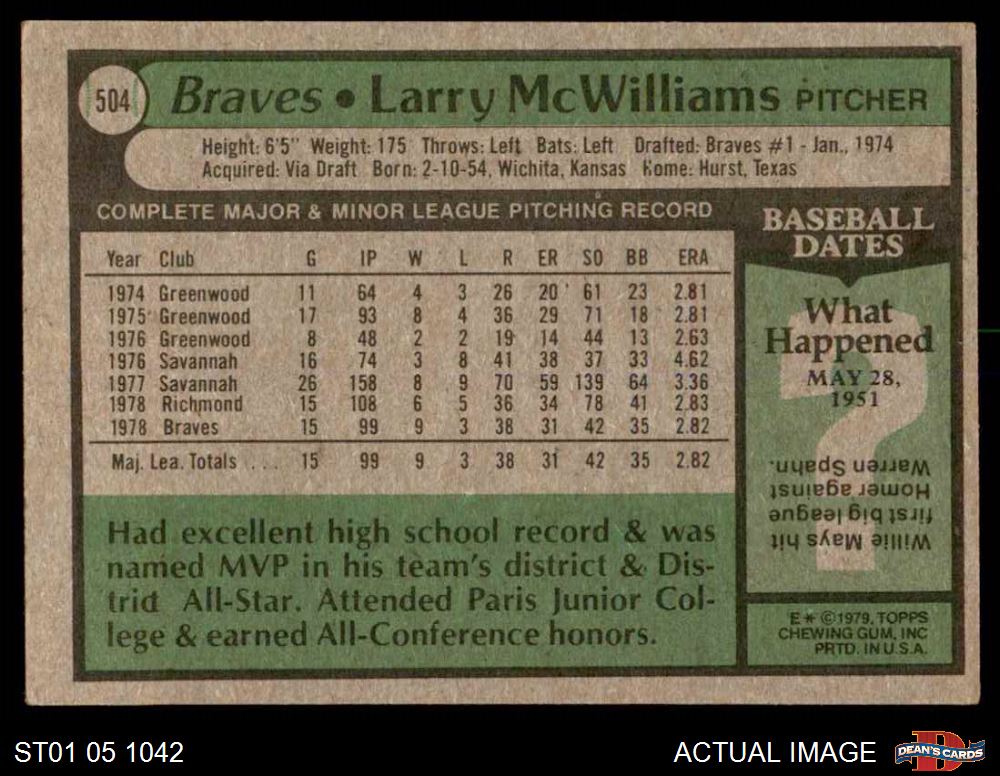 504 Braves • Larry McWilliams PITCHER
Height: 6'5" Weight: 175 Throws: Left Bats: Left Drafted: Braves #1 - Jan., 1974
Acquired: Via Draft Born: 2-10-54, Wichita, Kansas Home: Hurst, Texas
COMPLETE MAJOR & MINOR LEAGUE PITCHING RECORD
Year Club G IP W L R ER SO BB ERA
1974 Greenwood 11 64 4 3 26 20 61 23 2.81
1975 Greenwood 17 93 8 4 36 29 71 18 2.81
1976 Greenwood 8 48 2 2 19 14 44 13 2.63
1976 Savannah 16 74 3 8 41 38 37 33 4.62
1977 Savannah 26 158 8 9 70 59 139 64 3.36
1978 Richmond 15 108 6 5 36 34 78 41 2.83
1978 Braves 15 99 9 3 38 31 42 35 2.82
Maj. Lea. Totals ... 15 99 9 3 38 31 42 35 2.82
Had excellent high school record & was
named MVP in his team's district & Dis-
trict All-Star. Attended Paris Junior Col-
lege & earned All-Conference honors.
BASEBALL
DATES
What
Happened
MAY 28,
1951
Willie Mays hit
first big league
Homer against
Warren Spahn.
E* ©1979, TOPPS
CHEWING GUM, INC
PRTD. IN U.S.A.
ST01 05 1042
ACTUAL IMAGE
DEAN'S CARDS